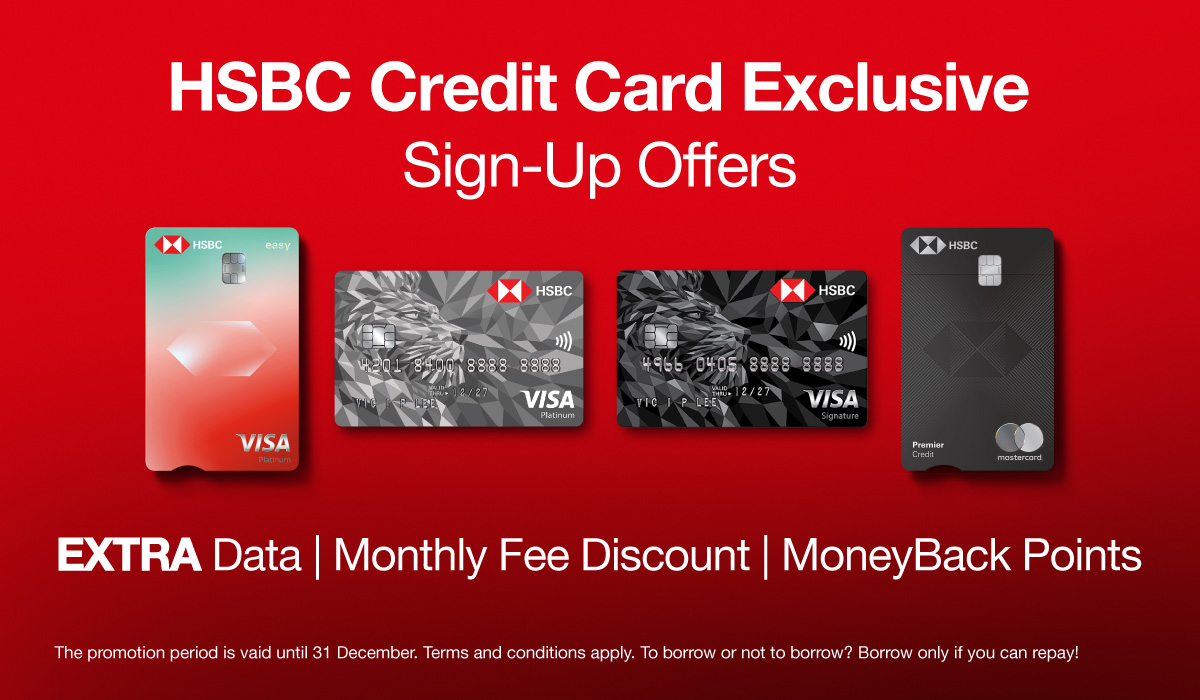 HSBC Credit Card Exclusive
Sign-Up Offers
HSBC easy
VISA
Platinum
HSBC
4201 8400 8888 8888
VALID THRU 12/27
VIC I P LEE
VISA
Platinum
HSBC
4966 0405 8888 8888
VALID THRU 12/27
VIC I P LEE
VISA
Signature
HSBC
Premier
Credit
mastercard
EXTRA Data | Monthly Fee Discount | MoneyBack Points
The promotion period is vaid until 31 December. Terms and conditions apply. To borrow or not to borrow? Borrow only if you can repay!